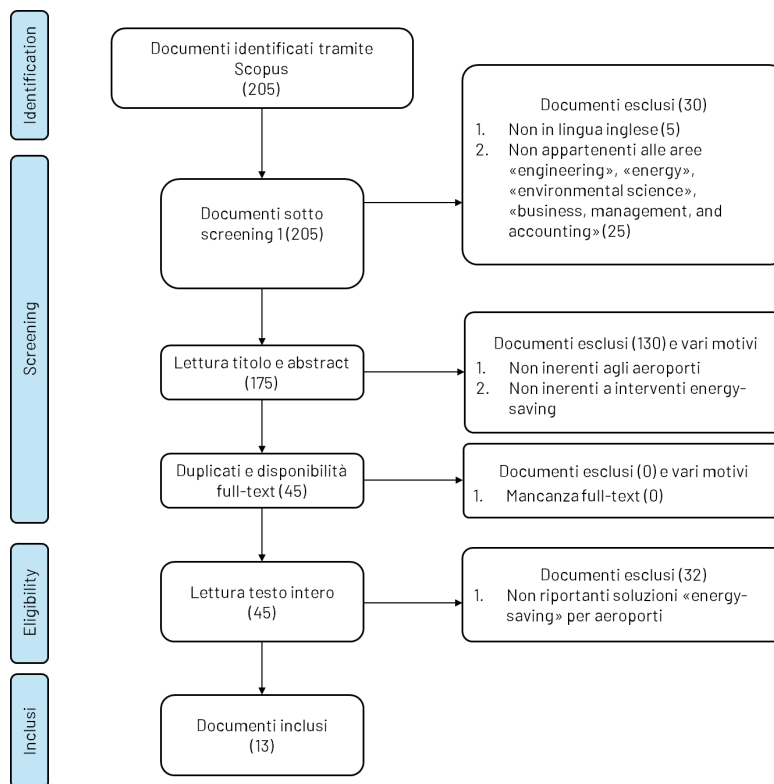 Identification
Documenti identificati tramite
Scopus
(205)
Documenti esclusi (30)
1. Non in lingua inglese (5)
2. Non appartenenti alle aree
«engineering», «energy»,
«environmental science»,
«business, management, and
accounting» (25)
Screening
Documenti sotto
screening 1 (205)
Lettura titolo e abstract
(175)
Documenti esclusi (130) e vari motivi
1. Non inerenti agli aeroporti
2. Non inerenti a interventi energy-
saving
Duplicati e disponibilità
full-text (45)
Documenti esclusi (0) e vari motivi
1. Mancanza full-text (0)
Eligibility
Lettura testo intero
(45)
Documenti esclusi (32)
1. Non riportanti soluzioni «energy-
saving» per aeroporti
Inclusi
Documenti inclusi
(13)